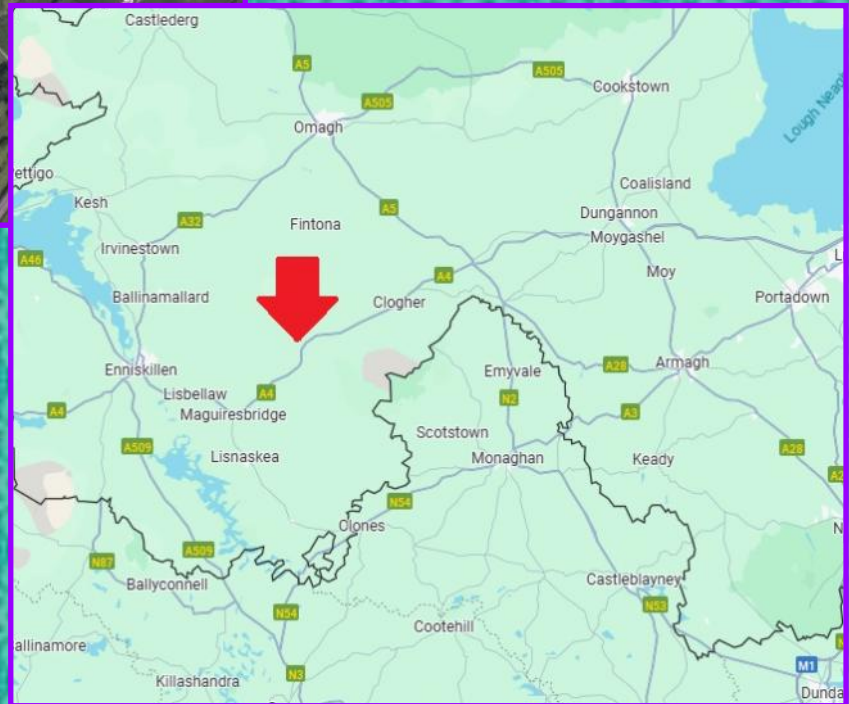 Castlederg
A5
A505
A505
Cookstown
Lough Neagh
Omagh
ettigo
Kesh
Coalisland
A32
A5
Dungannon
Fintona
Moygashel
Irvinestown
A46
A4
Moy
Ballinamallard
Clogher
Portadown
Enniskillen
Emyvale
A28
Armagh
A4
Lisbellaw
N2
A4
Maguiresbridge
A3
Scotstown
A509
A28
Lisnaskea
Monaghan
Keady
N54
Clones
A509
N87
Ballyconnell
Castleblayney
N54
N53
Cootehill
allinamore
M1
N3
Killashandra
Dunda